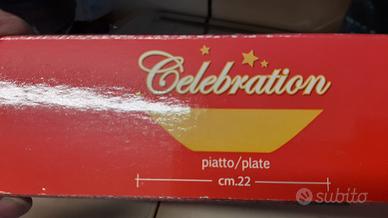 Celebration
piatto/plate
cm.22
subito